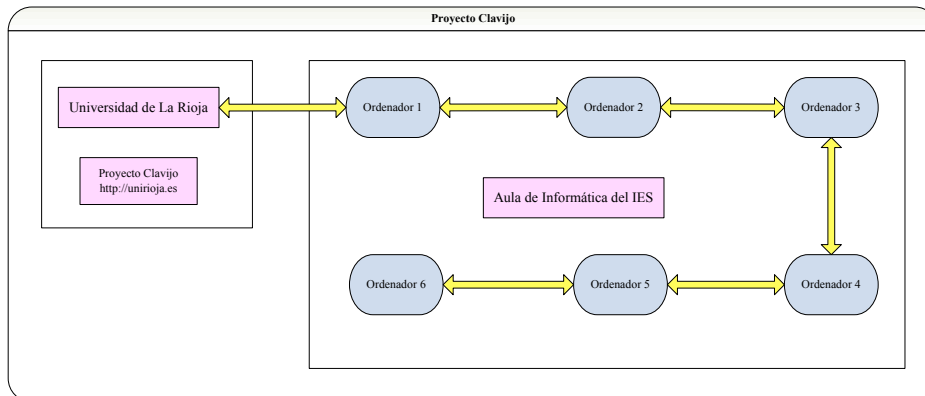 Proyecto Clavijo
Universidad de La Rioja
Proyecto Clavijo
http://unirioja.es
Ordenador 1
Ordenador 2
Ordenador 3
Aula de Informática del IES
Ordenador 6
Ordenador 5
Ordenador 4